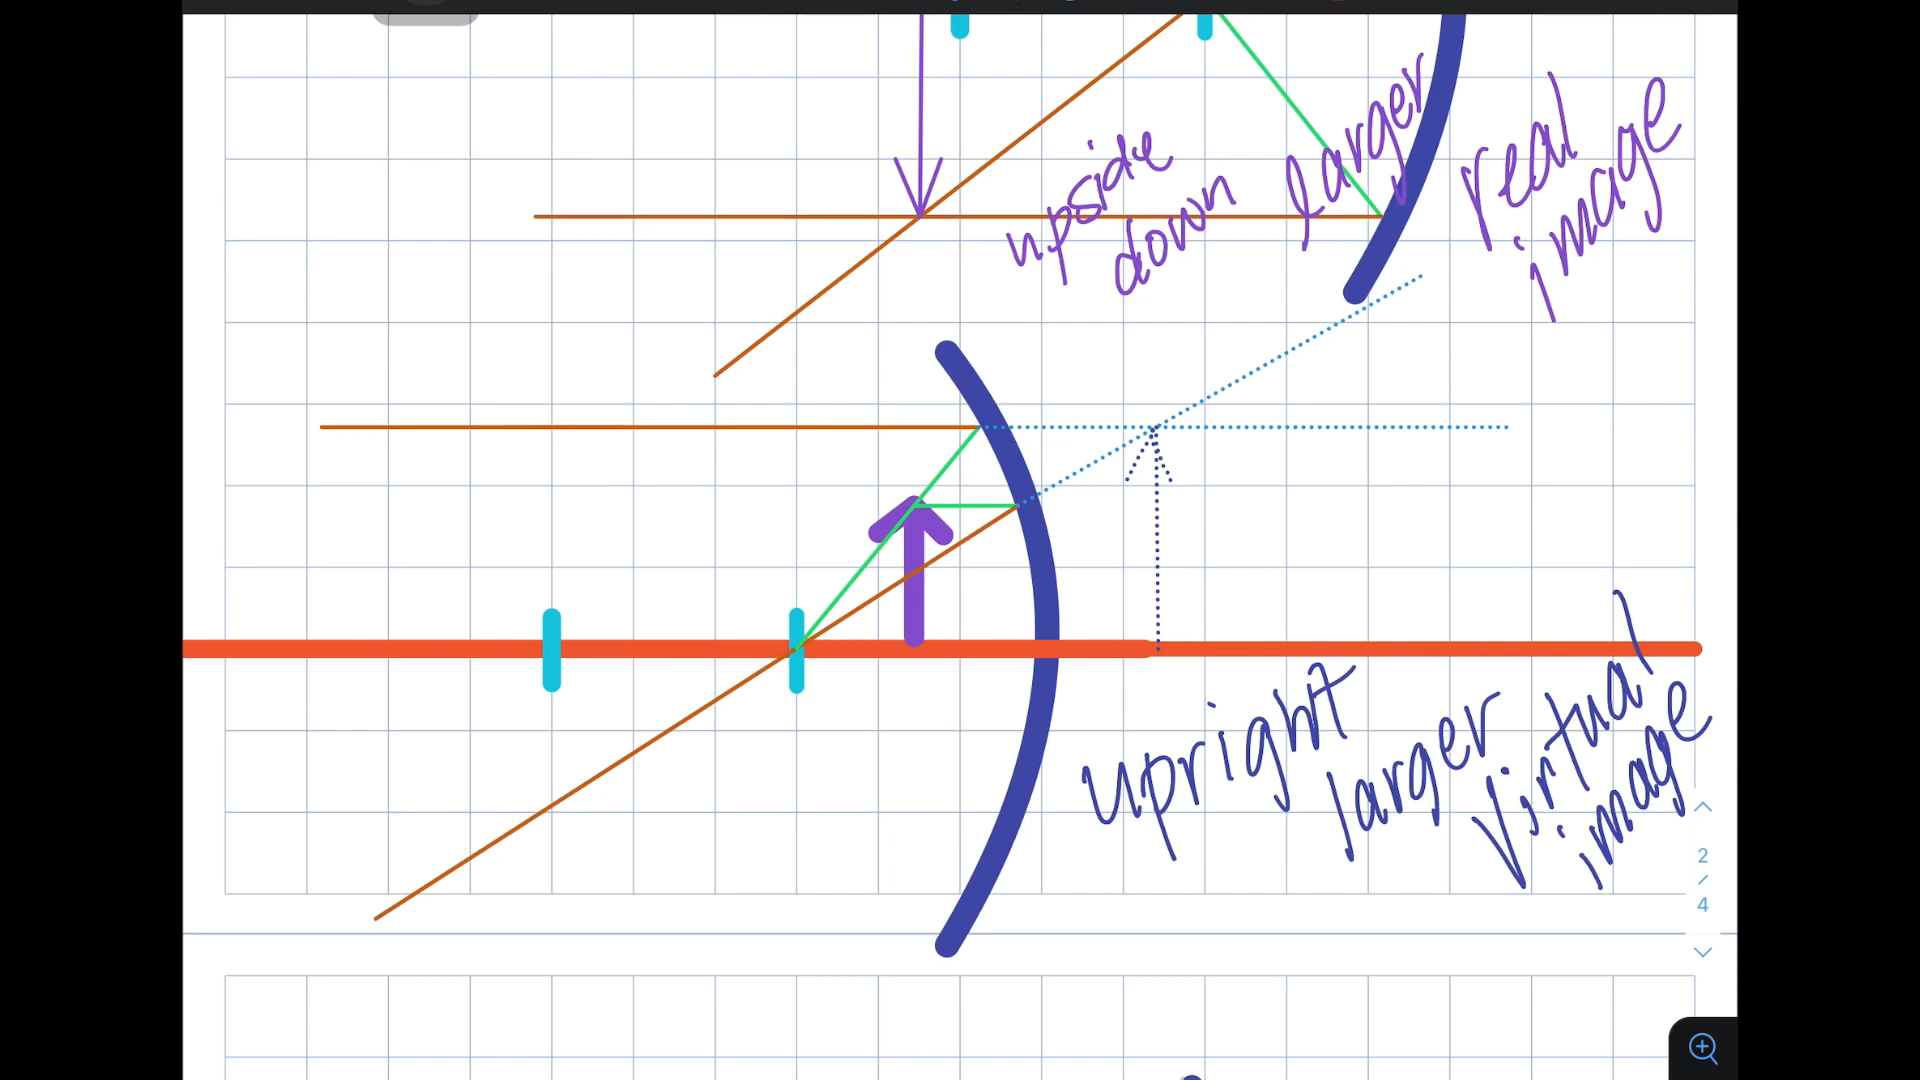 upside
down
larger
real
image
upright
larger
virtual
image
2
/
4